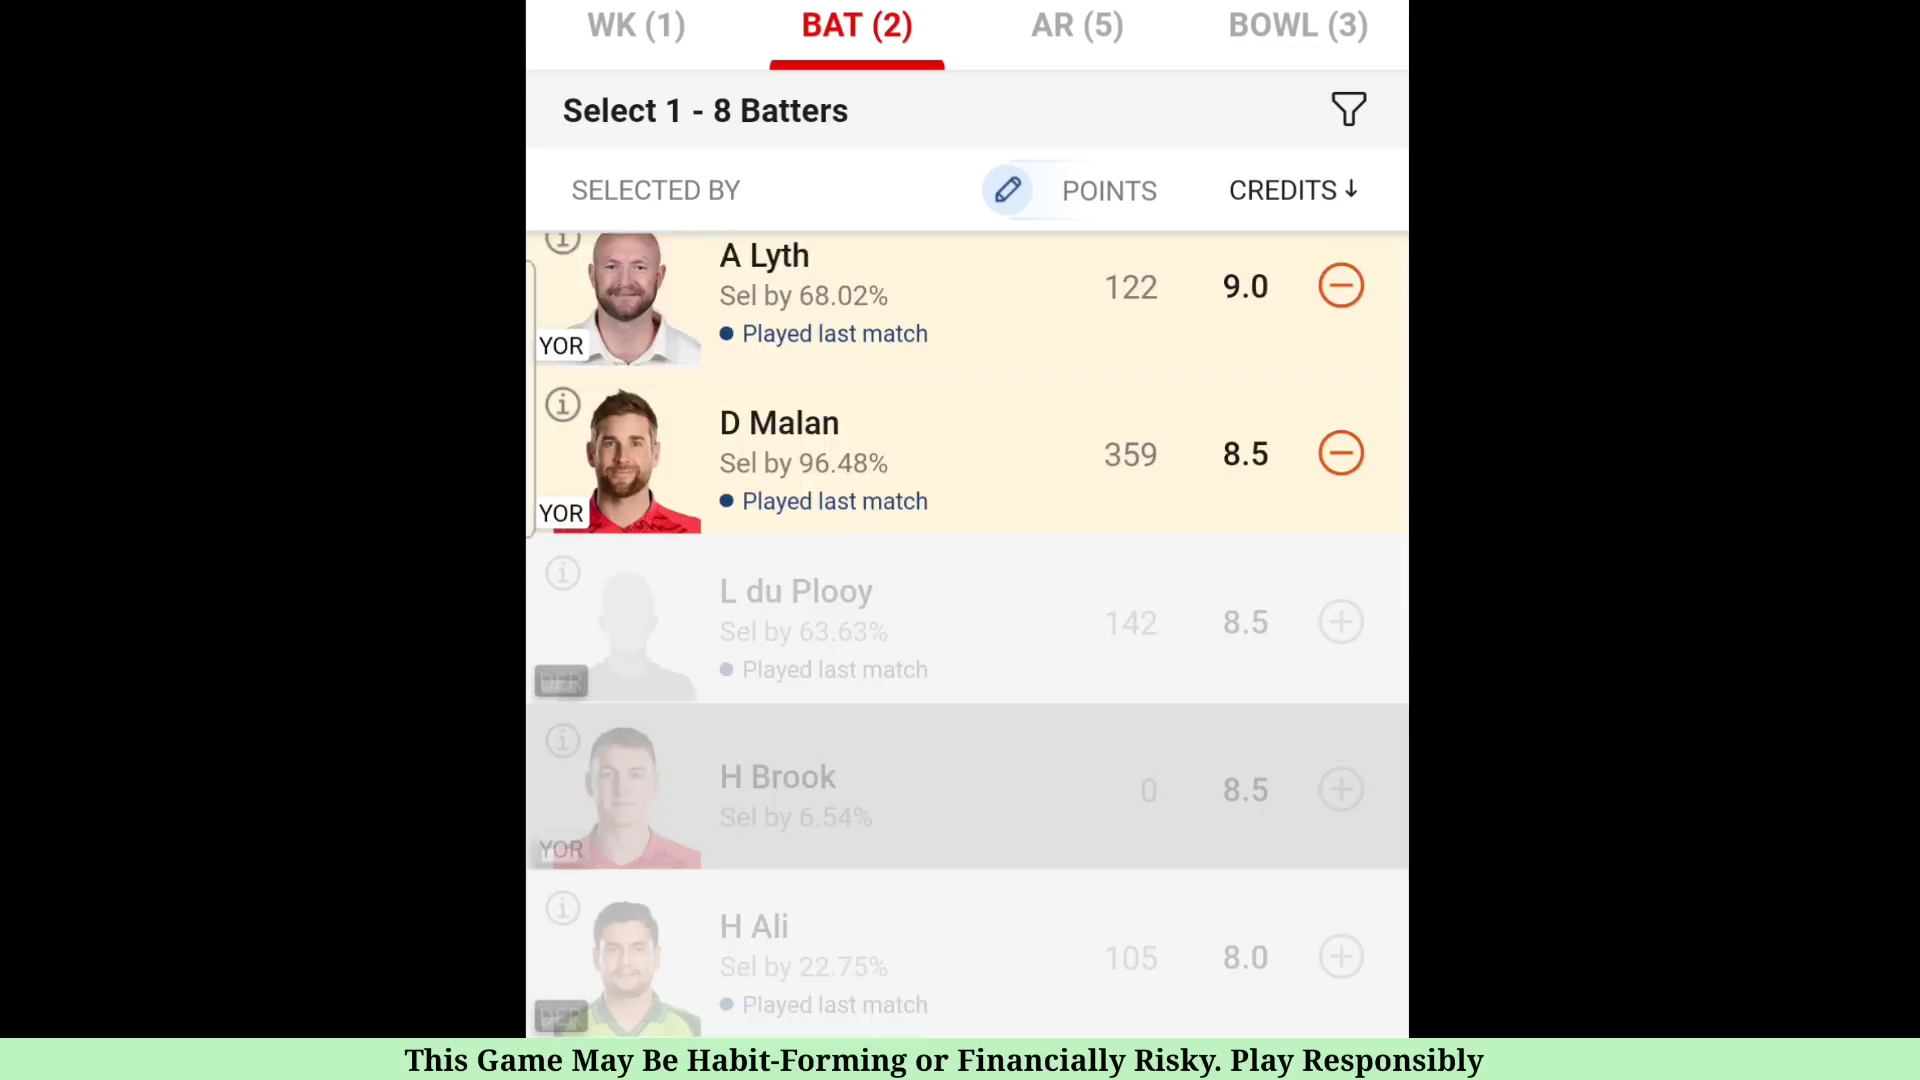 WK (1) BAT (2) AR (5) BOWL (3)
Select 1 - 8 Batters
SELECTED BY POINTS CREDITS ↓
A Lyth
Sel by 68.02%
Played last match
YOR
122 9.0
D Malan
Sel by 96.48%
Played last match
YOR
359 8.5
L du Plooy
Sel by 63.63%
Played last match
DER
142 8.5
H Brook
Sel by 6.54%
YOR
0 8.5
H Ali
Sel by 22.75%
Played last match
DER
105 8.0
This Game May Be Habit-Forming or Financially Risky. Play Responsibly